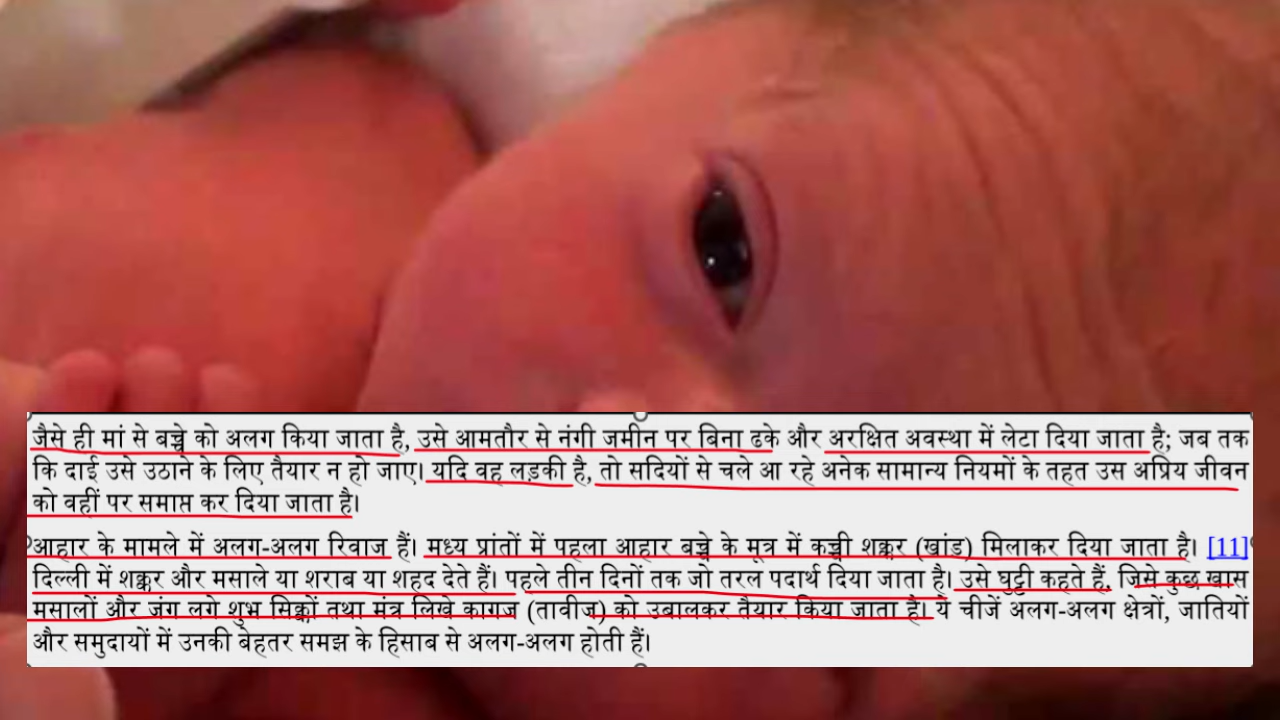 जैसे ही मां से बच्चे को अलग किया जाता है, उसे आमतौर से नंगी जमीन पर बिना ढके और अरक्षित अवस्था में लेटा दिया जाता है; जब तक
कि दाई उसे उठाने के लिए तैयार न हो जाए। यदि वह लड़की है, तो सदियों से चले आ रहे अनेक सामान्य नियमों के तहत उस अप्रिय जीवन
को वहीं पर समाप्त कर दिया जाता है।
आहार के मामले में अलग-अलग रिवाज हैं। मध्य प्रांतों में पहला आहार बच्चे के मूत्र में कच्ची शक्कर (खांड) मिलाकर दिया जाता है। [11]
दिल्ली में शक्कर और मसाले या शराब या शहद देते हैं। पहले तीन दिनों तक जो तरल पदार्थ दिया जाता है। उसे घुट्टी कहते हैं, जिसे कुछ खास
मसालों और जंग लगे शुभ सिक्कों तथा मंत्र लिखे कागज (तावीज) को उबालकर तैयार किया जाता है। ये चीजें अलग-अलग क्षेत्रों, जातियों
और समुदायों में उनकी बेहतर समझ के हिसाब से अलग-अलग होती हैं।